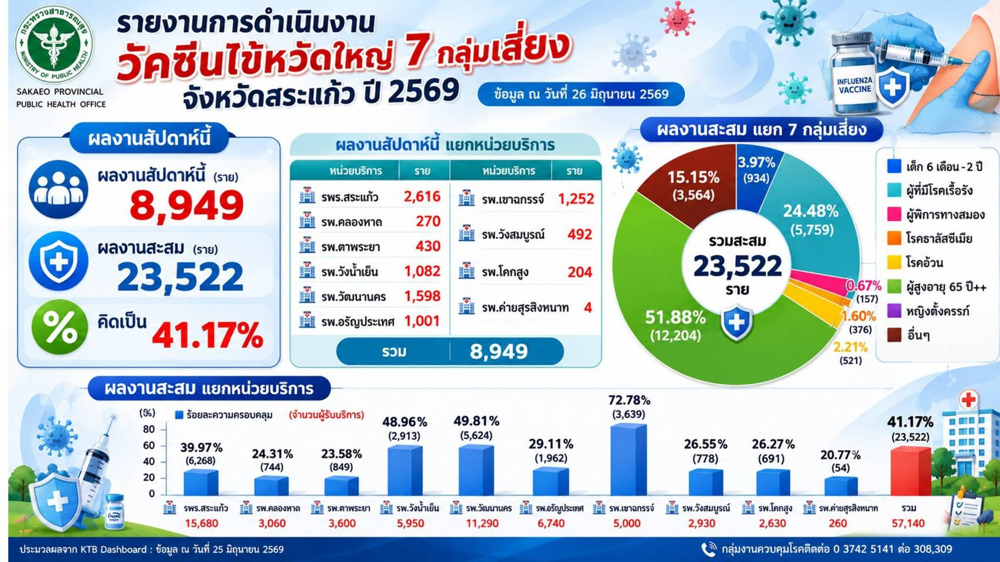 กระทรวงสาธารณสุข
MINISTRY OF PUBLIC HEALTH
SAKAEO PROVINCIAL
PUBLIC HEALTH OFFICE
รายงานการดำเนินงาน
วัคซีนไข้หวัดใหญ่ 7 กลุ่มเสี่ยง
จังหวัดสระแก้ว ปี 2569
ข้อมูล ณ วันที่ 26 มิถุนายน 2569
INFLUENZA
VACCINE
ผลงานสัปดาห์นี้
ผลงานสัปดาห์นี้ (ราย)
8,949
ผลงานสะสม (ราย)
23,522
%
คิดเป็น 41.17%
ผลงานสัปดาห์นี้ แยกหน่วยบริการ
หน่วยบริการ ราย หน่วยบริการ ราย
รพร.สระแก้ว 2,616
รพ.คลองหาด 270
รพ.ตาพระยา 430
รพ.วังน้ำเย็น 1,082
รพ.วัฒนานคร 1,598
รพ.อรัญประเทศ 1,001
รพ.เขาฉกรรจ์ 1,252
รพ.วังสมบูรณ์ 492
รพ.โคกสูง 204
รพ.ค่ายสุรสิงหนาท 4
รวม 8,949
ผลงานสะสม แยก 7 กลุ่มเสี่ยง
3.97%
(934)
24.48%
(5,759)
0.67%
(157)
1.60%
(376)
2.21%
(521)
51.88%
(12,204)
15.15%
(3,564)
รวมสะสม
23,522
ราย
เด็ก 6 เดือน - 2 ปี
ผู้ที่มีโรคเรื้อรัง
ผู้พิการทางสมอง
โรคธาลัสซีเมีย
โรคอ้วน
ผู้สูงอายุ 65 ปี++
หญิงตั้งครรภ์
อื่นๆ
ผลงานสะสม แยกหน่วยบริการ
(%)
ร้อยละความครอบคลุม (จำนวนผู้รับบริการ)
80
60
40
20
0
39.97%
(6,268)
24.31%
(744)
23.58%
(849)
48.96%
(2,913)
49.81%
(5,624)
29.11%
(1,962)
72.78%
(3,639)
26.55%
(778)
26.27%
(691)
20.77%
(54)
41.17%
(23,522)
รพร.สระแก้ว รพ.คลองหาด รพ.ตาพระยา รพ.วังน้ำเย็น รพ.วัฒนานคร รพ.อรัญประเทศ รพ.เขาฉกรรจ์ รพ.วังสมบูรณ์ รพ.โคกสูง รพ.ค่ายสุรสิงหนาท รวม
15,680 3,060 3,600 5,950 11,290 6,740 5,000 2,930 2,630 260 57,140
ประมวลผลจาก KTB Dashboard : ข้อมูล ณ วันที่ 25 มิถุนายน 2569
กลุ่มงานควบคุมโรคติดต่อ 0 3742 5141 ต่อ 308,309